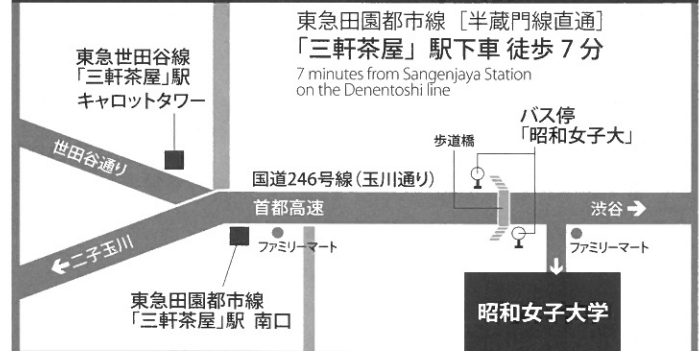 東急田園都市線［半蔵門線直通］
「三軒茶屋」駅下車 徒歩 7 分
7 minutes from Sangenjaya Station
on the Denentoshi line
東急世田谷線
「三軒茶屋」駅
キャロットタワー
バス停
「昭和女子大」
歩道橋
世田谷通り
国道246号線（玉川通り）
首都高速
渋谷→
←二子玉川
ファミリーマート
ファミリーマート
東急田園都市線
「三軒茶屋」駅 南口
昭和女子大学